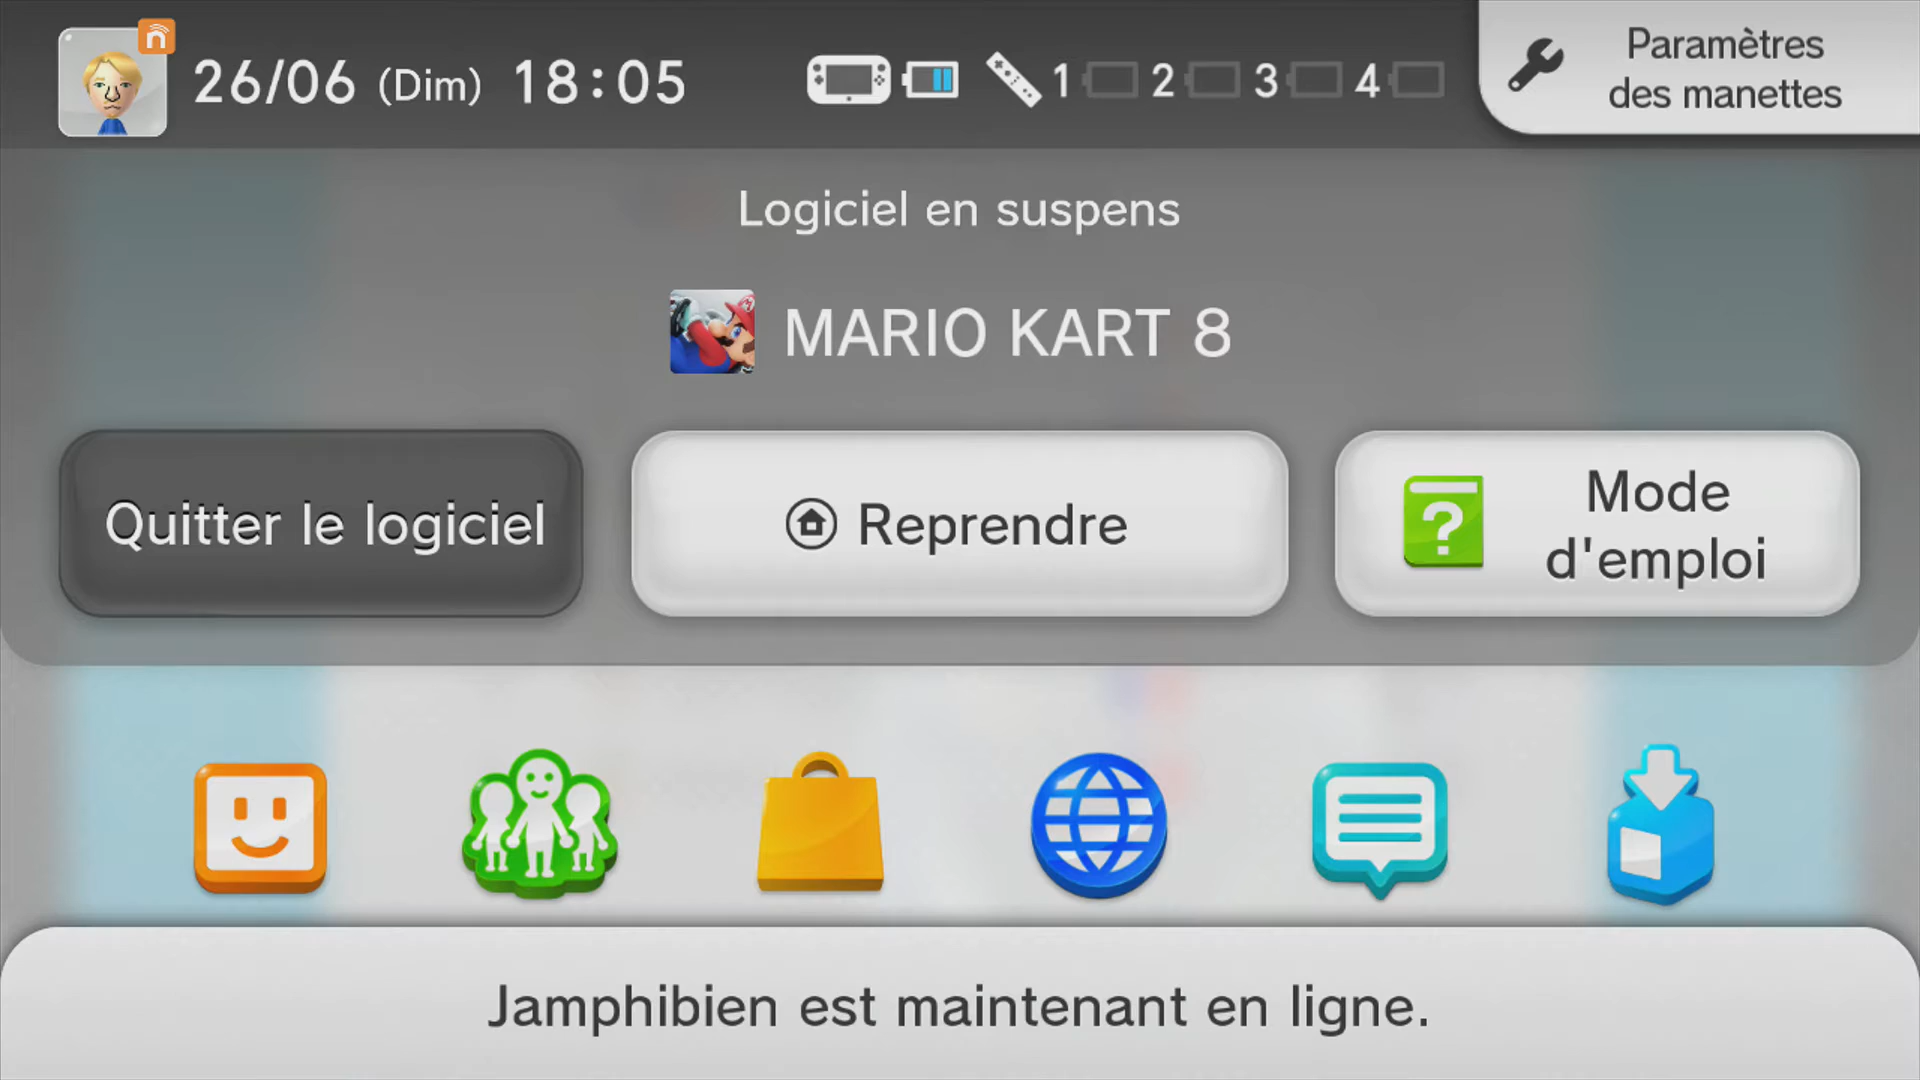 26/06 (Dim) 18:05
1 2 3 4
Paramètres
des manettes
Logiciel en suspens
MARIO KART 8
Quitter le logiciel
Reprendre
?
Mode
d'emploi
Jamphibien est maintenant en ligne.